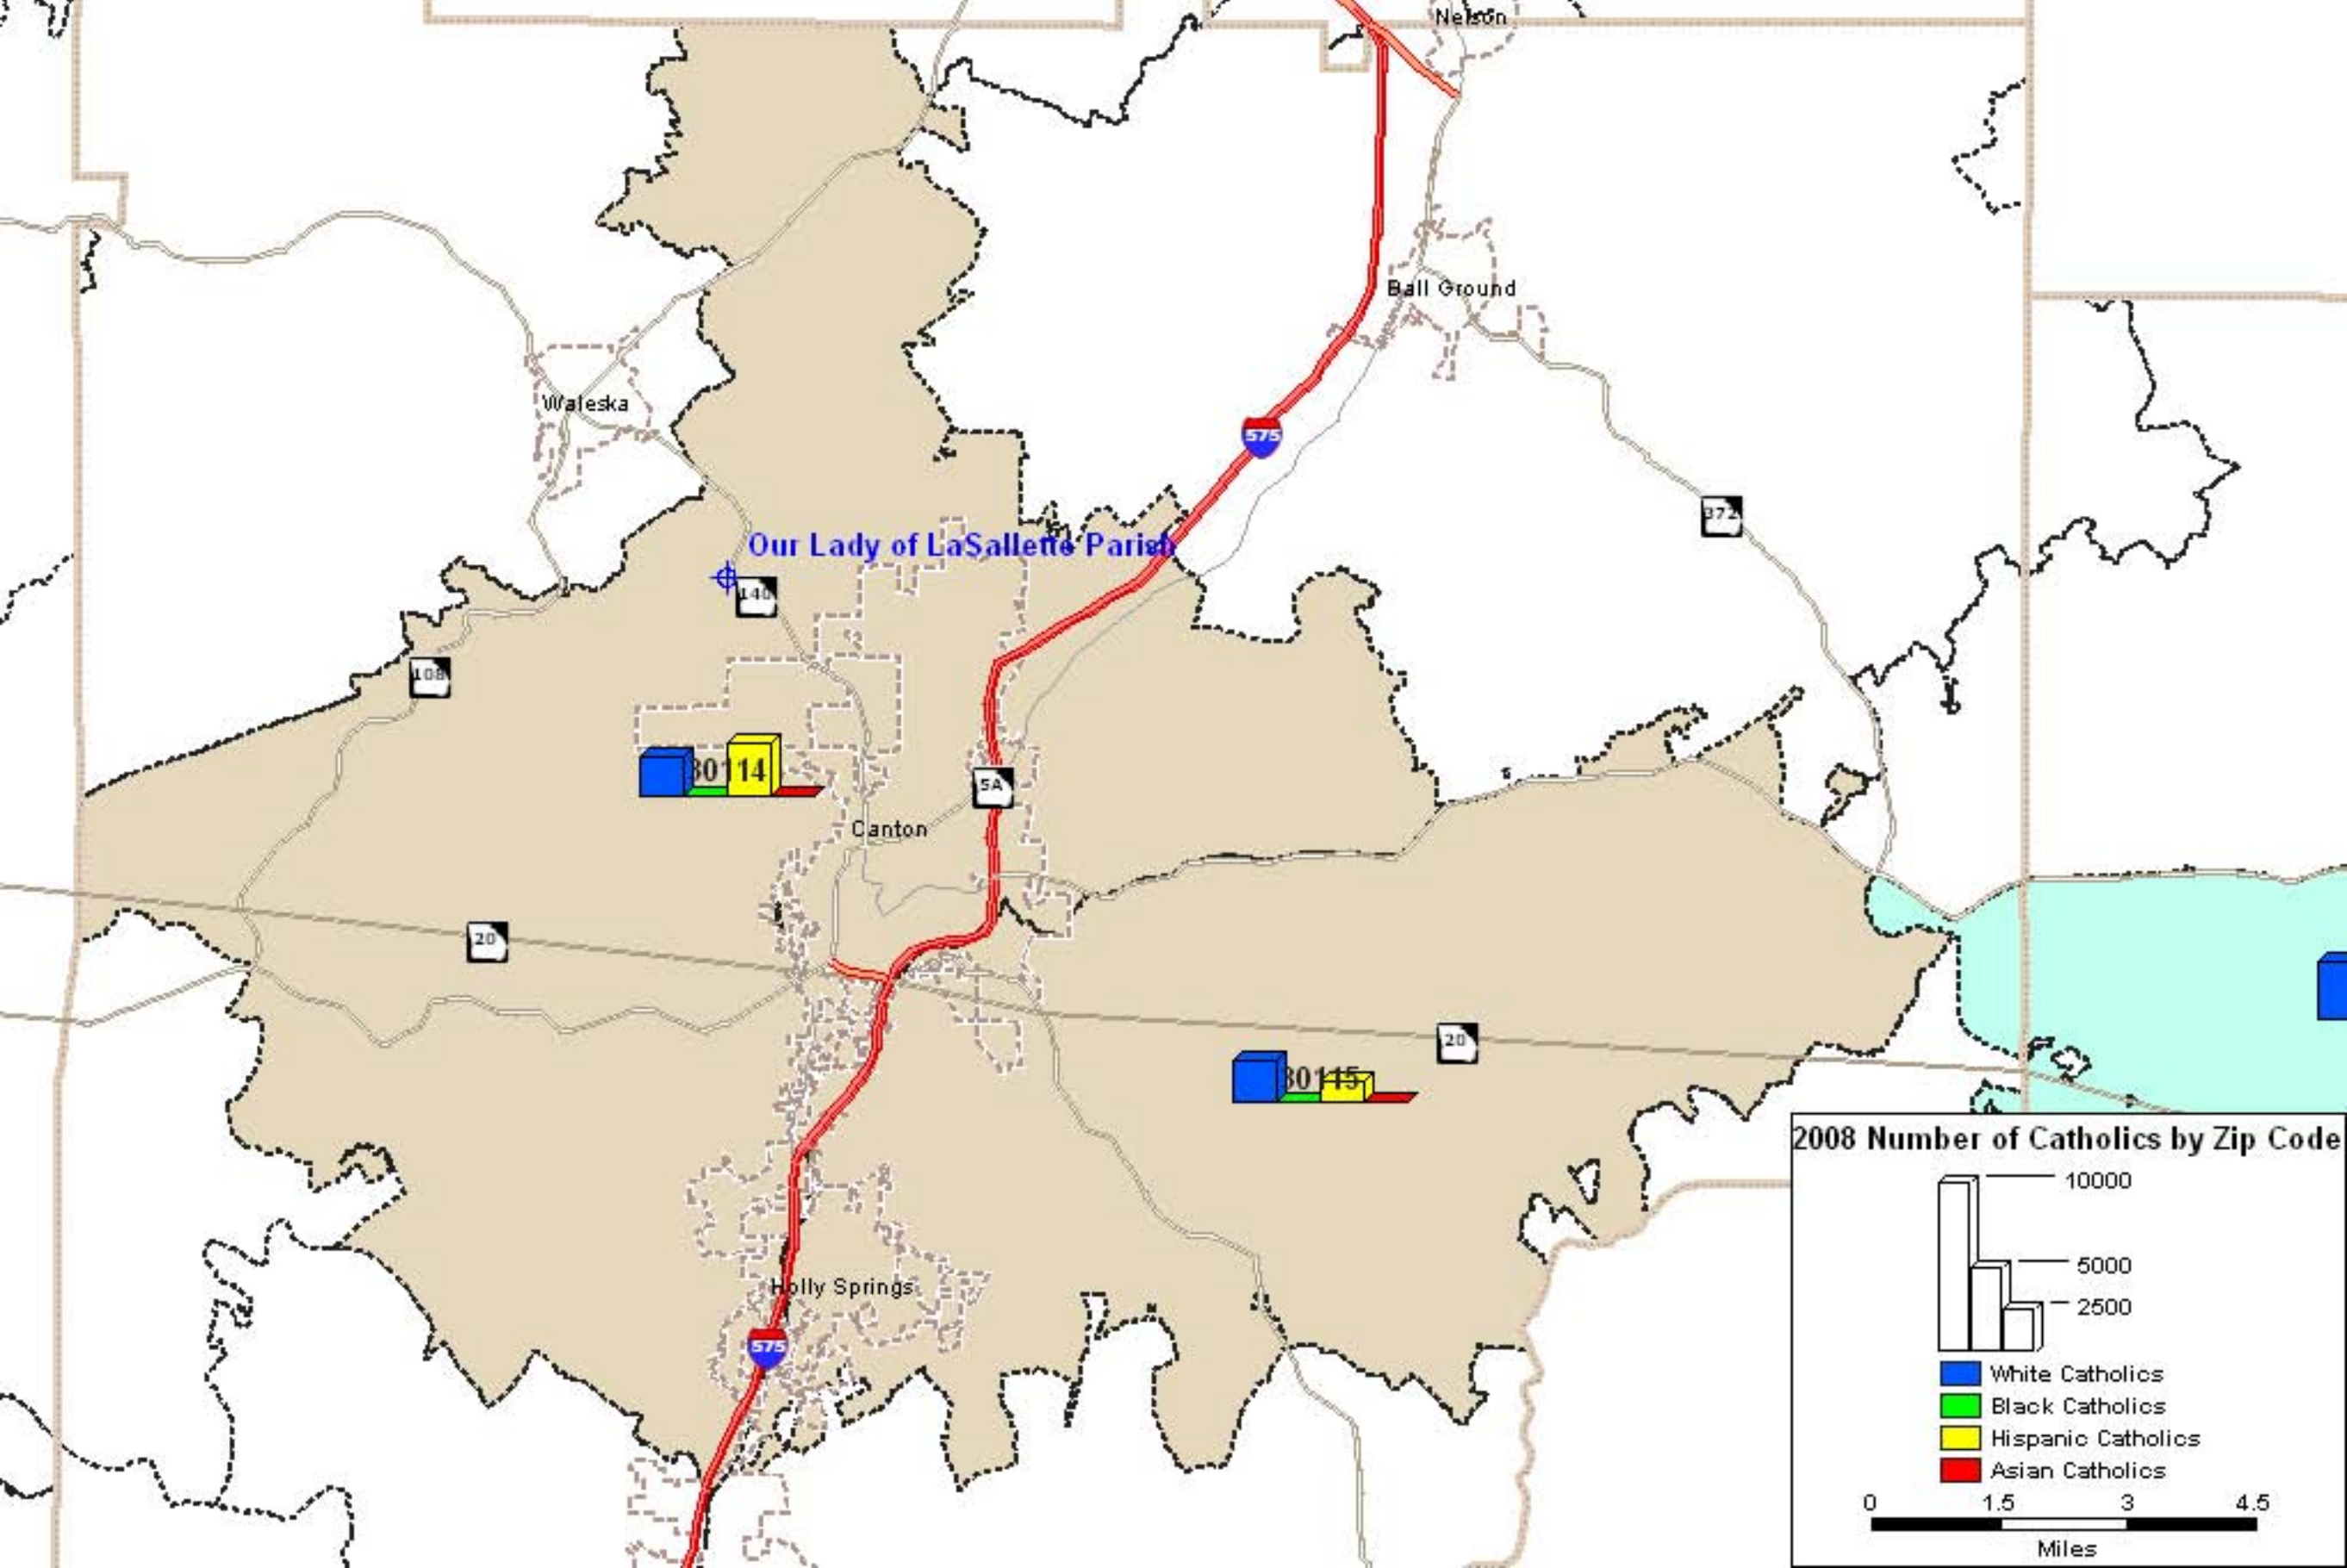 Nelson
Ball Ground
Waleska
575
372
Our Lady of LaSallette Parish
140
108
30114
5A
Canton
20
20
30115
Holly Springs
575
2008 Number of Catholics by Zip Code
10000
5000
2500
White Catholics
Black Catholics
Hispanic Catholics
Asian Catholics
0 1.5 3 4.5
Miles